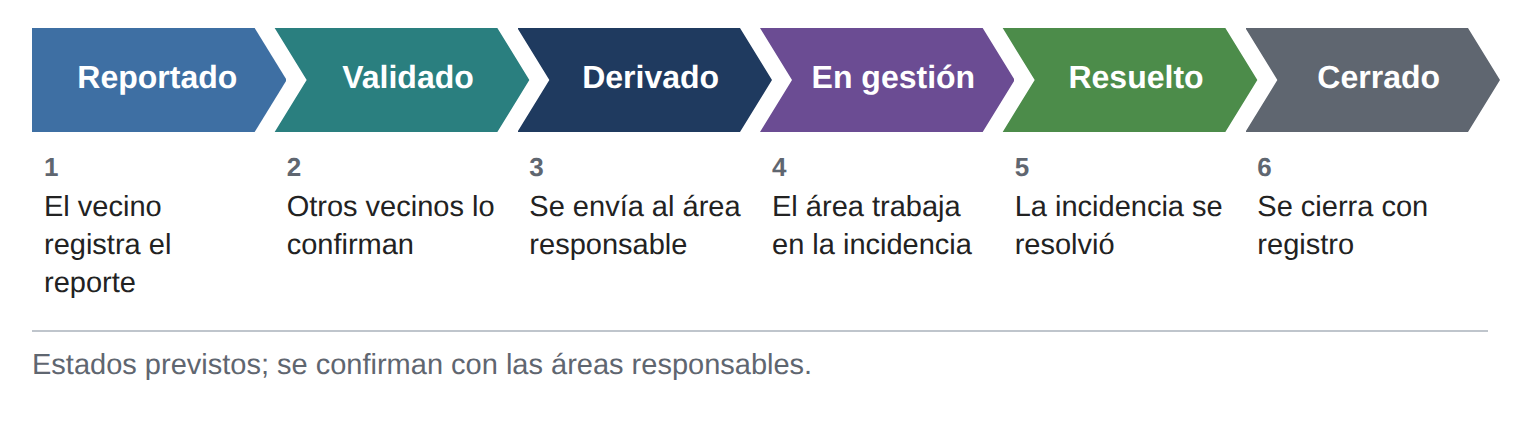 Reportado
Validado
Derivado
En gestión
Resuelto
Cerrado
1
El vecino
registra el
reporte
2
Otros vecinos lo
confirman
3
Se envía al área
responsable
4
El área trabaja
en la incidencia
5
La incidencia se
resolvió
6
Se cierra con
registro
Estados previstos; se confirman con las áreas responsables.